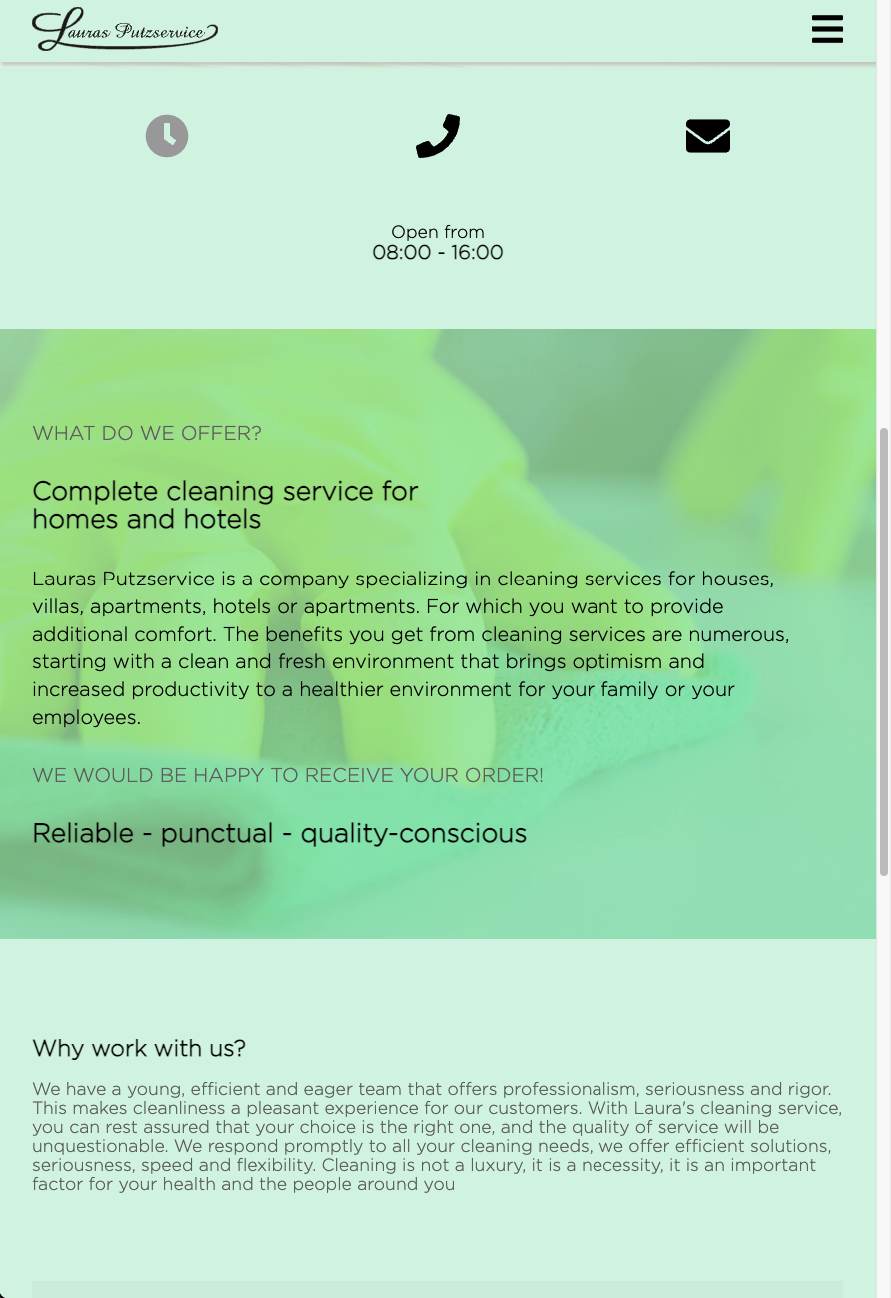 Lauras Putzservice
Open from
08:00 - 16:00
WHAT DO WE OFFER?
Complete cleaning service for
homes and hotels
Lauras Putzservice is a company specializing in cleaning services for houses,
villas, apartments, hotels or apartments. For which you want to provide
additional comfort. The benefits you get from cleaning services are numerous,
starting with a clean and fresh environment that brings optimism and
increased productivity to a healthier environment for your family or your
employees.
WE WOULD BE HAPPY TO RECEIVE YOUR ORDER!
Reliable - punctual - quality-conscious
Why work with us?
We have a young, efficient and eager team that offers professionalism, seriousness and rigor.
This makes cleanliness a pleasant experience for our customers. With Laura's cleaning service,
you can rest assured that your choice is the right one, and the quality of service will be
unquestionable. We respond promptly to all your cleaning needs, we offer efficient solutions,
seriousness, speed and flexibility. Cleaning is not a luxury, it is a necessity, it is an important
factor for your health and the people around you